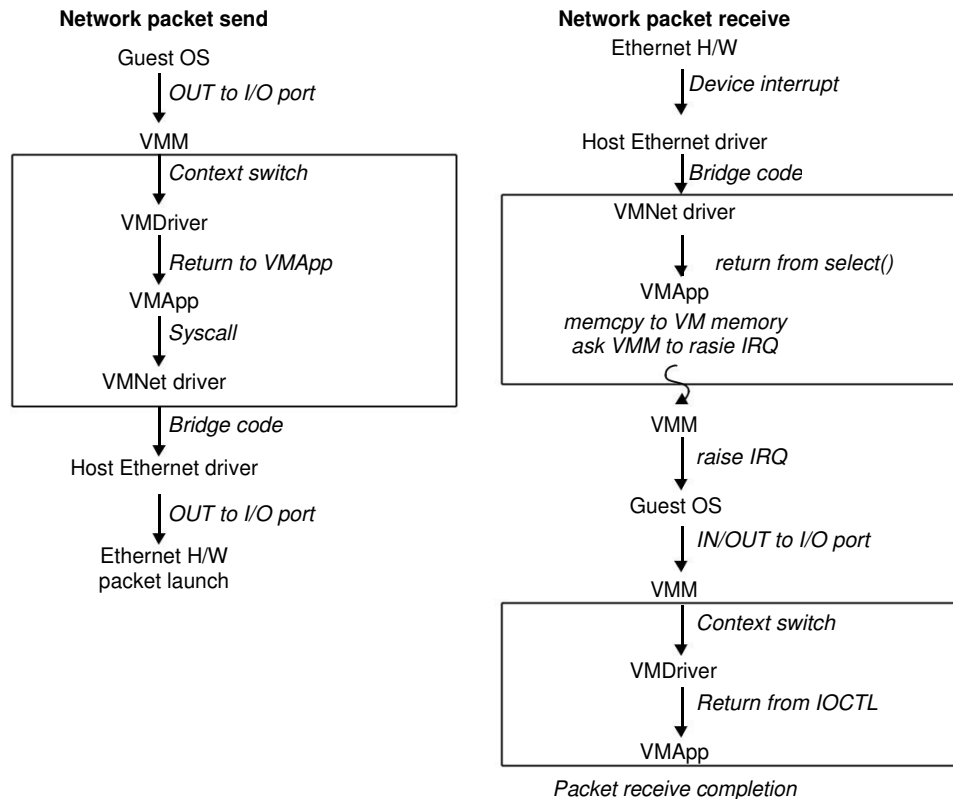 Network packet send
Guest OS
OUT to I/O port
VMM
Context switch
VMDriver
Return to VMApp
VMApp
Syscall
VMNet driver
Bridge code
Host Ethernet driver
OUT to I/O port
Ethernet H/W
packet launch
Network packet receive
Ethernet H/W
Device interrupt
Host Ethernet driver
Bridge code
VMNet driver
return from select()
VMApp
memcpy to VM memory
ask VMM to rasie IRQ
VMM
raise IRQ
Guest OS
IN/OUT to I/O port
VMM
Context switch
VMDriver
Return from IOCTL
VMApp
Packet receive completion